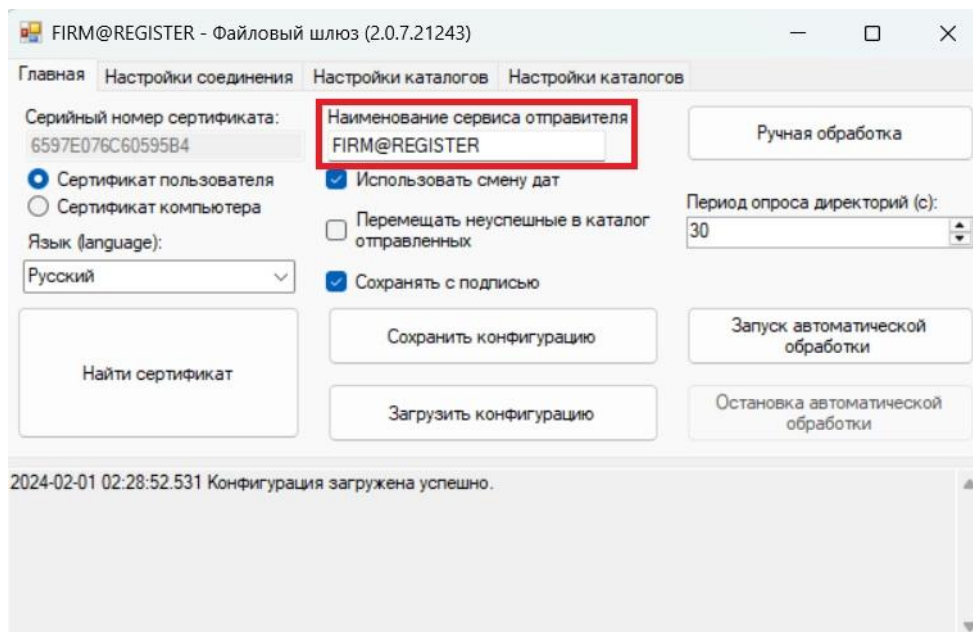 FIRM@REGISTER - Файловый шлюз (2.0.7.21243)
Главная
Настройки соединения
Настройки каталогов
Настройки каталогов
Серийный номер сертификата:
6597E076C60595B4
Сертификат пользователя
Сертификат компьютера
Язык (language):
Русский
Найти сертификат
Наименование сервиса отправителя
FIRM@REGISTER
Использовать смену дат
Перемещать неуспешные в каталог
отправленных
Сохранять с подписью
Сохранить конфигурацию
Загрузить конфигурацию
Ручная обработка
Период опроса директорий (с):
30
Запуск автоматической
обработки
Остановка автоматической
обработки
2024-02-01 02:28:52.531 Конфигурация загружена успешно.